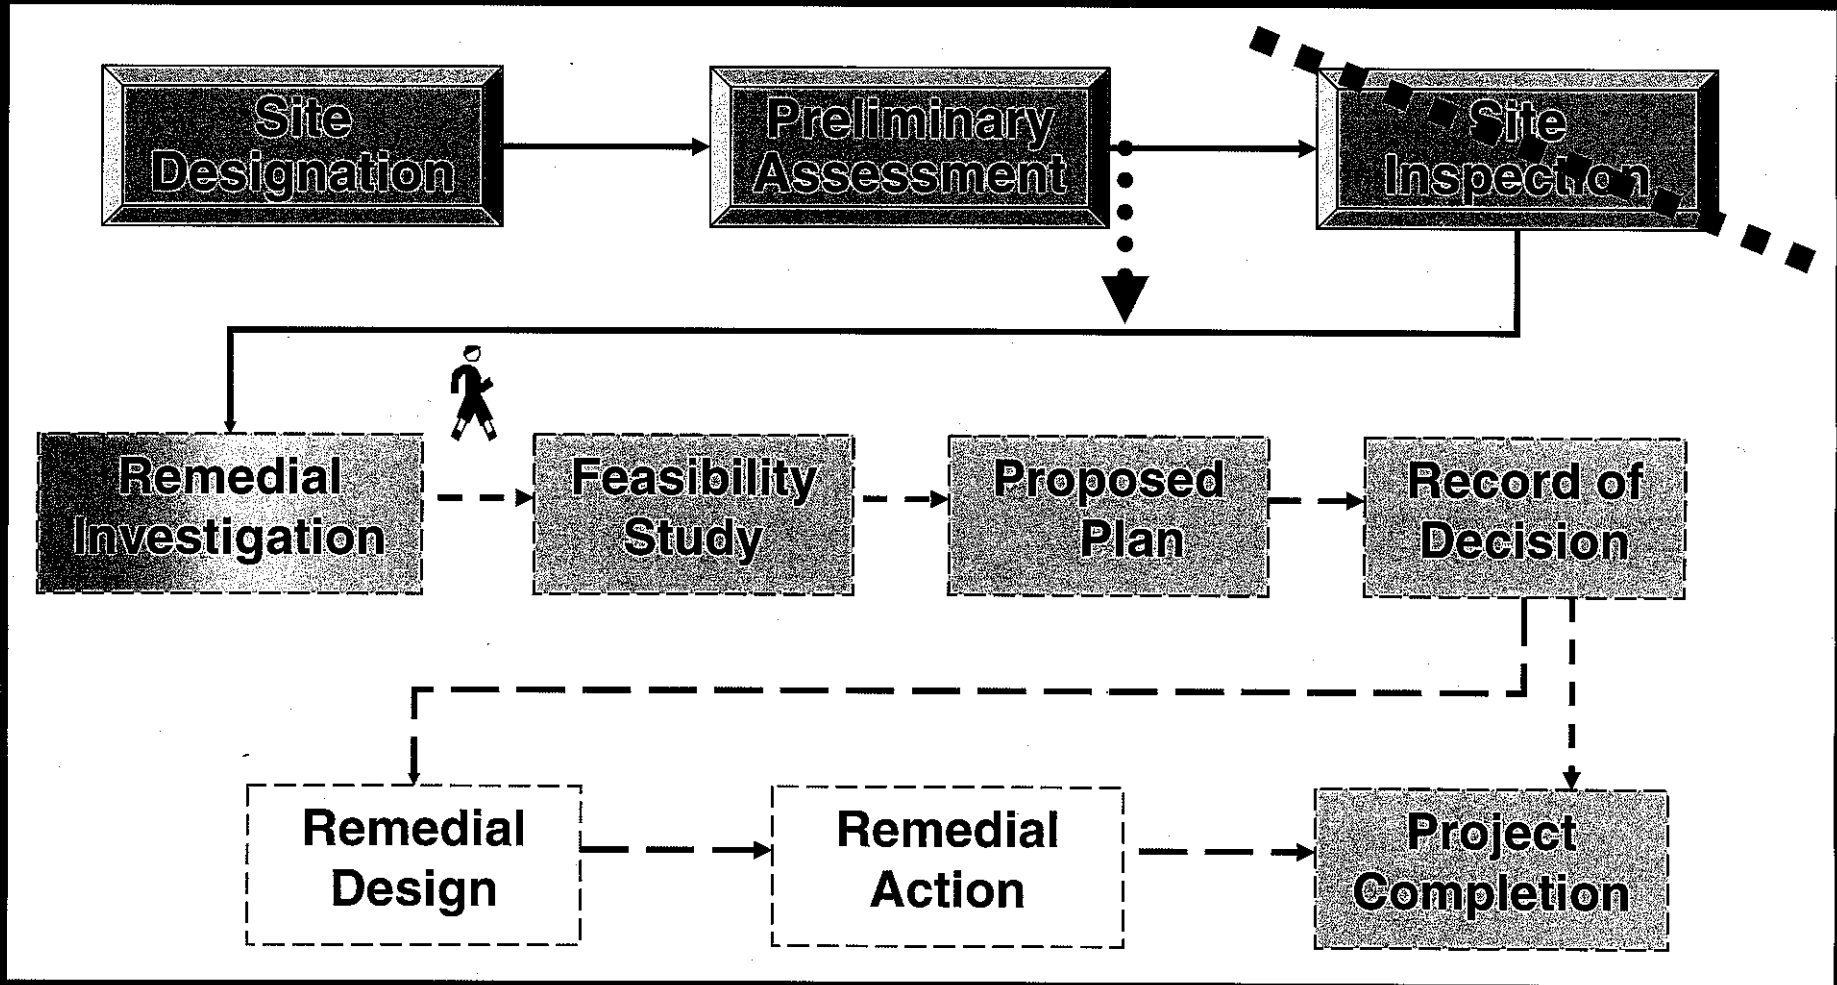 Site
Designation
Preliminary
Assessment
Site
Inspection
Remedial
Investigation
Feasibility
Study
Proposed
Plan
Record of
Decision
Remedial
Design
Remedial
Action
Project
Completion